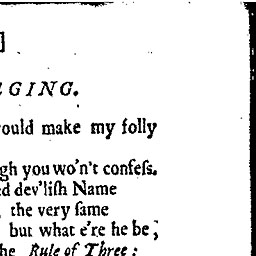 ]
GING.
ould make my folly
gh you wo'n't confeſs.
d dev'liſh Name
the very ſame
but what e're he be;
he Rule of Three: